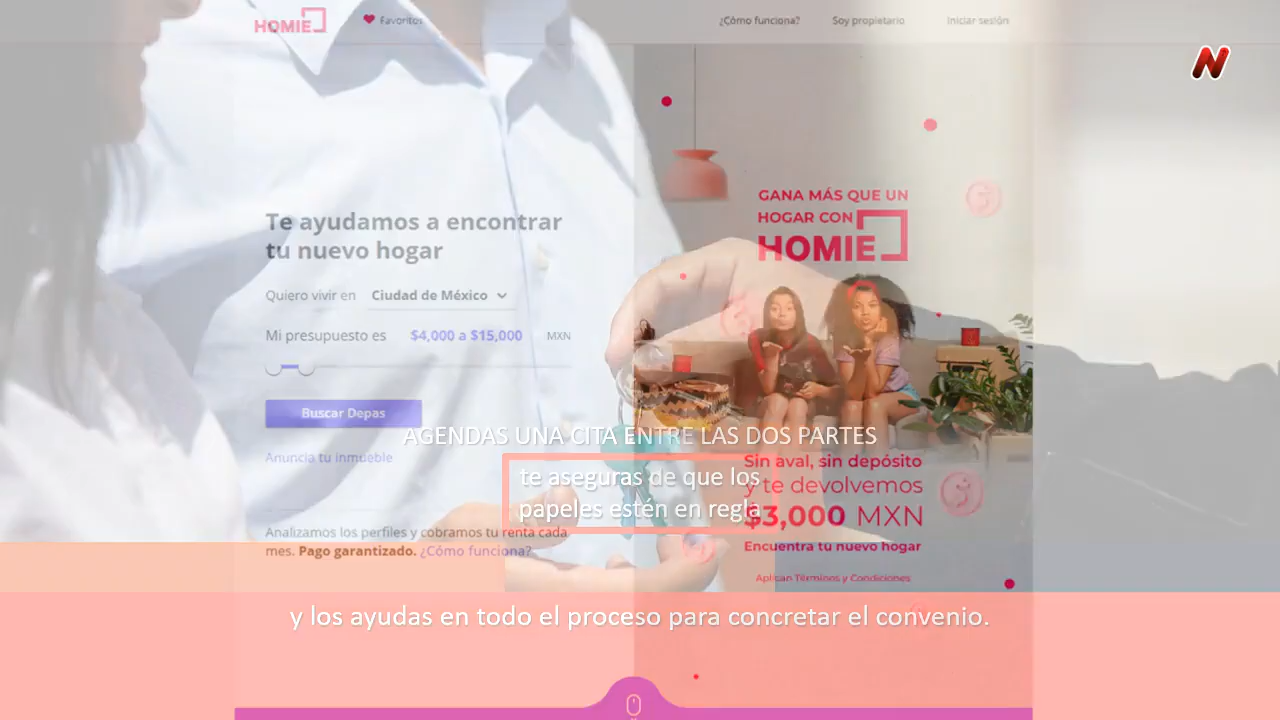 HOMIE
Favoritos
¿Cómo funciona?
Soy propietario
Iniciar sesión
N
GANA MÁS QUE UN
HOGAR CON
HOMIE
Te ayudamos a encontrar
tu nuevo hogar
Quiero vivir en Ciudad de México
Mi presupuesto es $4,000 a $15,000 MXN
Buscar Depas
Anuncia tu inmueble
AGENDAS UNA CITA ENTRE LAS DOS PARTES
te aseguras de que los
papeles estén en regla
Sin aval, sin depósito
y te devolvemos
$3,000 MXN
Encuentra tu nuevo hogar
Aplican Términos y Condiciones
Analizamos los perfiles y cobramos tu renta cada
mes. Pago garantizado. ¿Cómo funciona?
y los ayudas en todo el proceso para concretar el convenio.